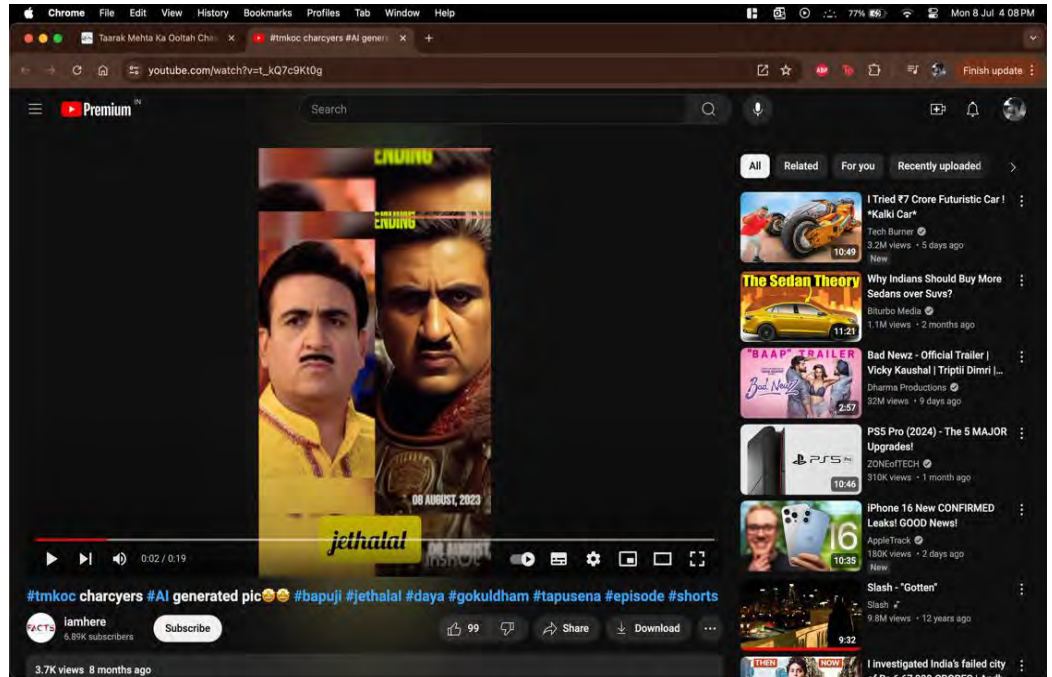 Chrome File Edit View History Bookmarks Profiles Tab Window Help 77% Mon 8 Jul 4 08 PM
Taarak Mehta Ka Ooltah Cha
#tmkoc charcyers #AI gener
youtube.com/watch?v=t_kQ7c9Kt0g
Finish update
Premium IN
Search
ENDING
ENDING
08 AUGUST, 2023
jethalal
0:02 / 0:19
#tmkoc charcyers #AI generated pic🤩🤩 #bapuji #jethalal #daya #gokuldham #tapusena #episode #shorts
FACTS
iamhere
6.89K subscribers
Subscribe
99
Share
Download
3.7K views 8 months ago
All Related For you Recently uploaded
I Tried ₹7 Crore Futuristic Car !
*Kalki Car*
Tech Burner
3.2M views • 5 days ago
New
10:49
The Sedan Theory
11:21
Why Indians Should Buy More
Sedans over Suvs?
Biturbo Media
1.1M views • 2 months ago
"BAAP" TRAILER
Bad Newz
2:57
Bad Newz - Official Trailer |
Vicky Kaushal | Triptii Dimri |...
Dharma Productions
32M views • 9 days ago
PS5 Pro
10:46
PS5 Pro (2024) - The 5 MAJOR
Upgrades!
ZONEofTECH
310K views • 1 month ago
16
10:35
iPhone 16 New CONFIRMED
Leaks! GOOD News!
AppleTrack
180K views • 2 days ago
New
9:32
Slash - "Gotten"
Slash
9.8M views • 12 years ago
THEN NOW
I investigated India's failed city